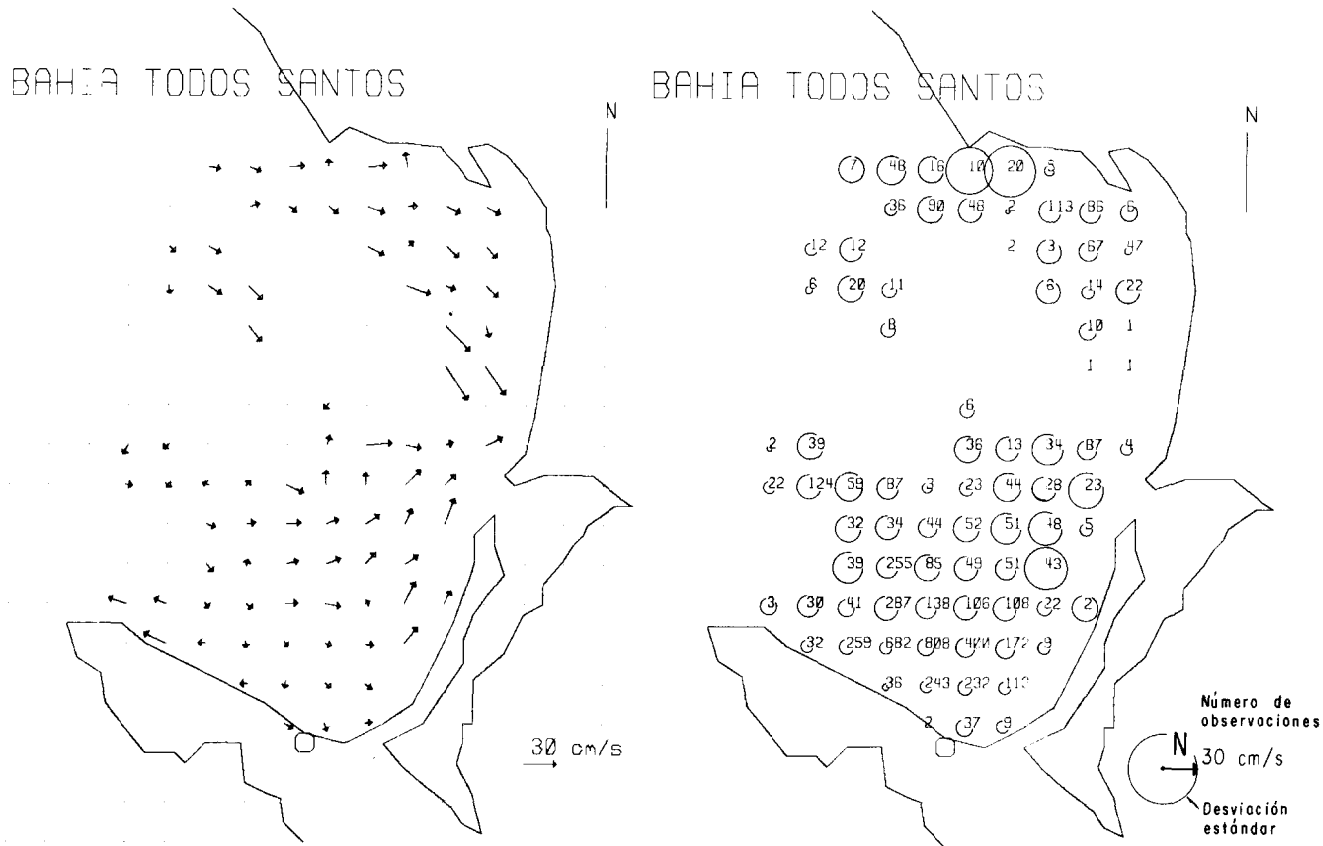 BAHIA TODOS SANTOS
N
30 cm/s
BAHIA TODOS SANTOS
N
7 48 16 10 20 5
36 90 48 2 113 86 6
12 12 2 3 67 47
6 20 11 6 14 22
8 10 1
1 1
6
2 39 36 13 34 87 4
22 124 59 87 3 23 44 28 23
32 34 44 52 51 48 5
39 255 85 49 51 43
3 30 41 287 138 106 108 22 2
32 259 682 808 400 172 9
36 243 232 113
2 37 9
Número de
observaciones
N
30 cm/s
Desviación
estándar